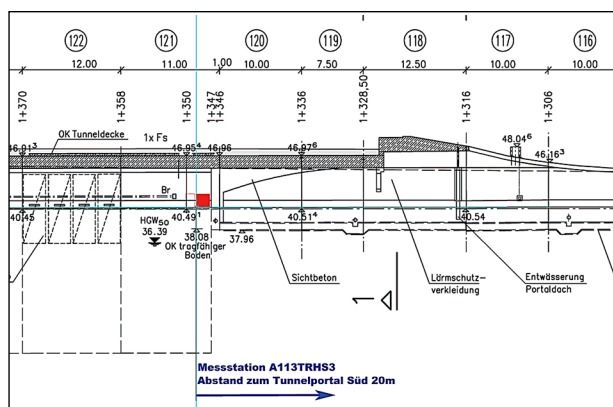 122 121 120 119 118 117 116
12.00 11.00 1,00 10.00 7.50 12.50 10.00 10.00
1+370 1+358 1+350 1+347 1+346 1+336 1+328,50 1+316 1+306
OK Tunneldecke 1x Fs
46.91³ 46.95⁴ 46.96 46.97⁶ 48.04⁶ 46.16³
Br
40.45 40.49¹ 40.51⁴ 40.54
HGW50
36.39
38.08 37.96
OK tragfähiger
Boden
Sichtbeton
Lärmschutz-
verkleidung
Entwässerung
Portaldach
1
Messstation A113TRHS3
Abstand zum Tunnelportal Süd 20m